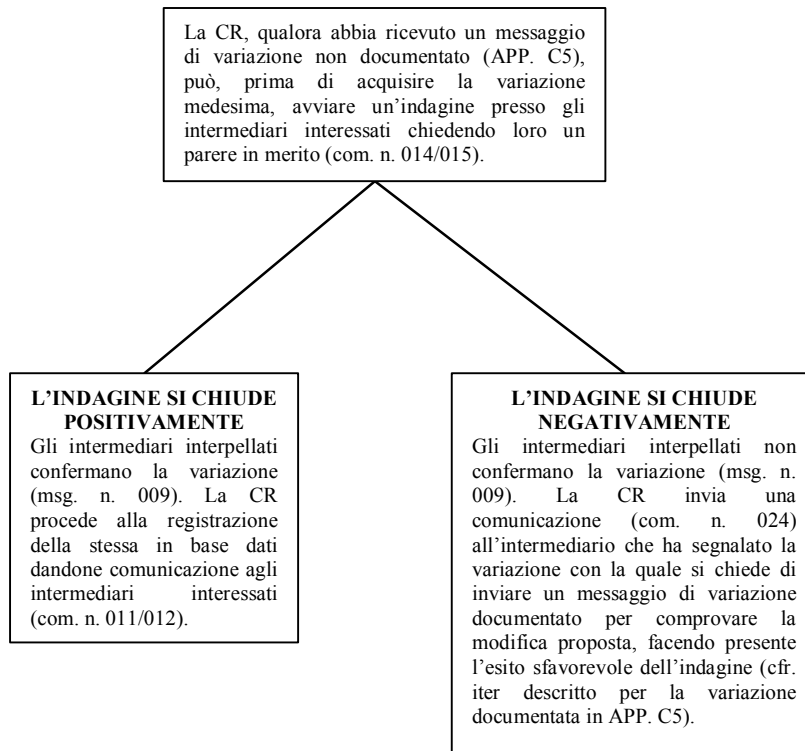 La CR, qualora abbia ricevuto un messaggio
di variazione non documentato (APP. C5),
può, prima di acquisire la variazione
medesima, avviare un’indagine presso gli
intermediari interessati chiedendo loro un
parere in merito (com. n. 014/015).
L’INDAGINE SI CHIUDE
POSITIVAMENTE
Gli intermediari interpellati
confermano la variazione
(msg. n. 009). La CR
procede alla registrazione
della stessa in base dati
dandone comunicazione agli
intermediari interessati
(com. n. 011/012).
L’INDAGINE SI CHIUDE
NEGATIVAMENTE
Gli intermediari interpellati non
confermano la variazione (msg. n.
009). La CR invia una
comunicazione (com. n. 024)
all’intermediario che ha segnalato la
variazione con la quale si chiede di
inviare un messaggio di variazione
documentato per comprovare la
modifica proposta, facendo presente
l’esito sfavorevole dell’indagine (cfr.
iter descritto per la variazione
documentata in APP. C5).